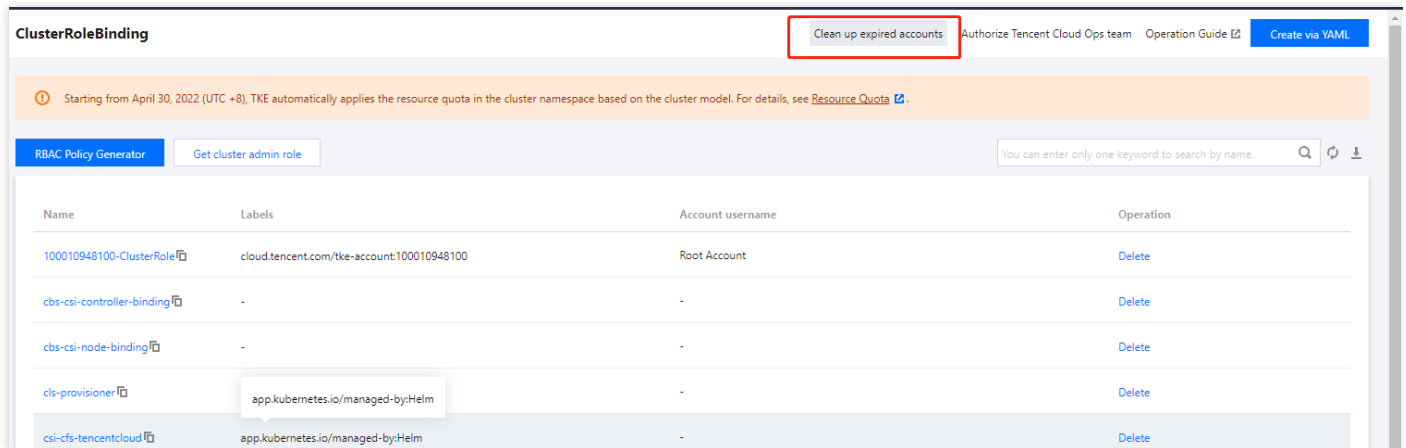 ClusterRoleBinding
Clean up expired accounts Authorize Tencent Cloud Ops team Operation Guide Create via YAML
Starting from April 30, 2022 (UTC +8), TKE automatically applies the resource quota in the cluster namespace based on the cluster model. For details, see Resource Quota .
RBAC Policy Generator Get cluster admin role You can enter only one keyword to search by name.
Name Labels Account username Operation
100010948100-ClusterRole cloud.tencent.com/tke-account:100010948100 Root Account Delete
cbs-csi-controller-binding - - Delete
cbs-csi-node-binding - - Delete
cls-provisioner - Delete
app.kubernetes.io/managed-by:Helm
csi-cfs-tencentcloud app.kubernetes.io/managed-by:Helm - Delete